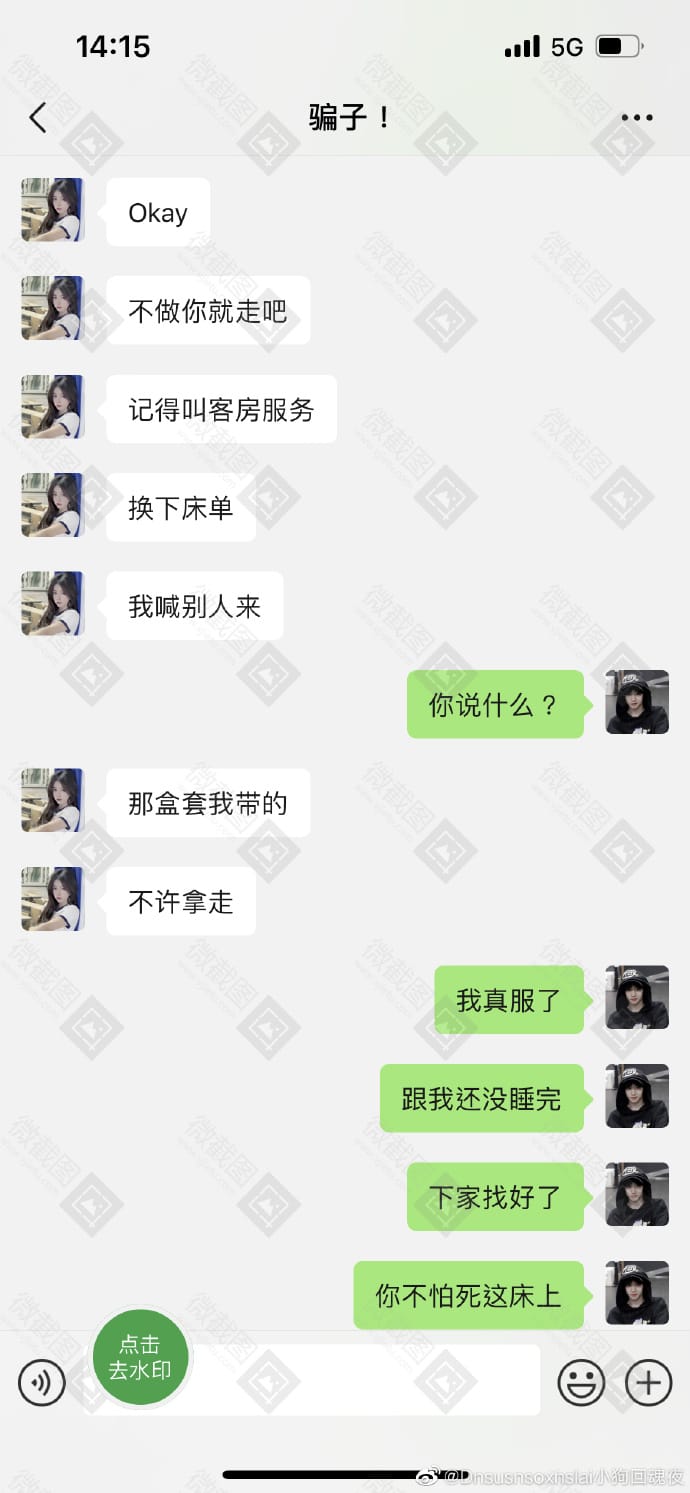 14:15
5G
骗子！
Okay
不做你就走吧
记得叫客房服务
换下床单
我喊别人来
你说什么？
那盒套我带的
不许拿走
我真服了
跟我还没睡完
下家找好了
你不怕死这床上
点击
去水印
微截图
@Dnsusnsoxnslai小狗回魂夜